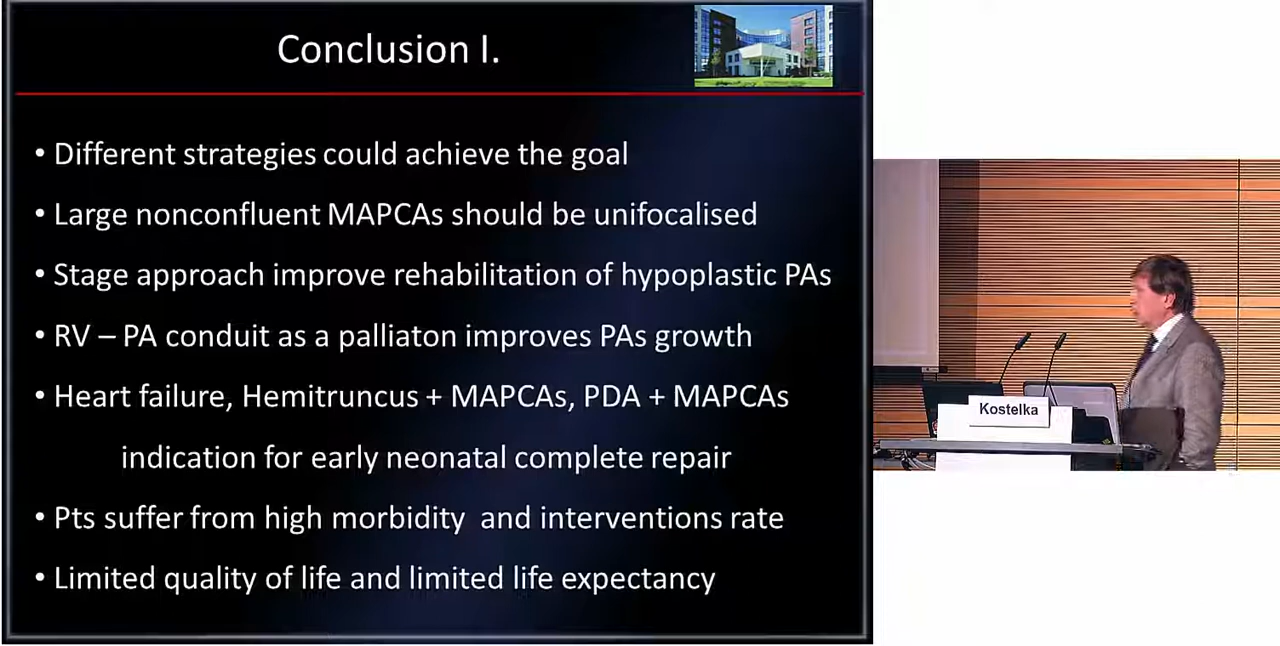 Conclusion I.
• Different strategies could achieve the goal
• Large nonconfluent MAPCAs should be unifocalised
• Stage approach improve rehabilitation of hypoplastic PAs
• RV – PA conduit as a palliaton improves PAs growth
• Heart failure, Hemitruncus + MAPCAs, PDA + MAPCAs
indication for early neonatal complete repair
• Pts suffer from high morbidity and interventions rate
• Limited quality of life and limited life expectancy
Kostelka